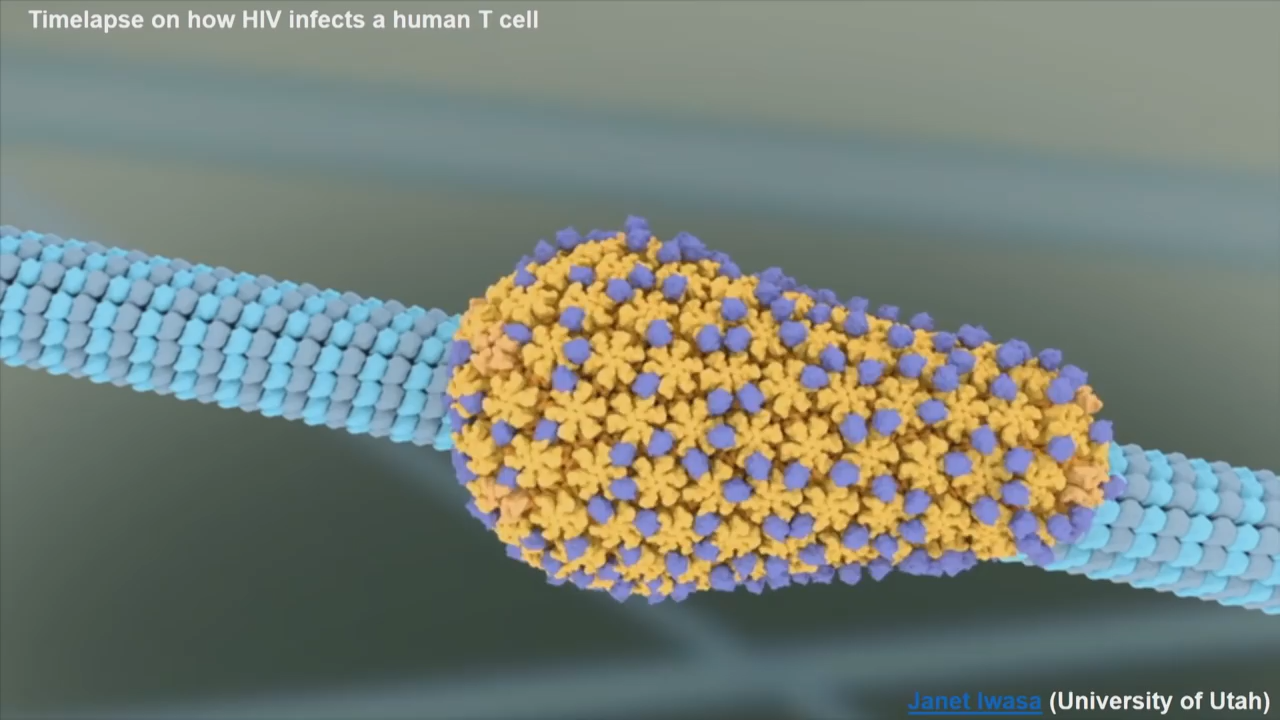 Timelapse on how HIV infects a human T cell
Janet Iwasa (University of Utah)